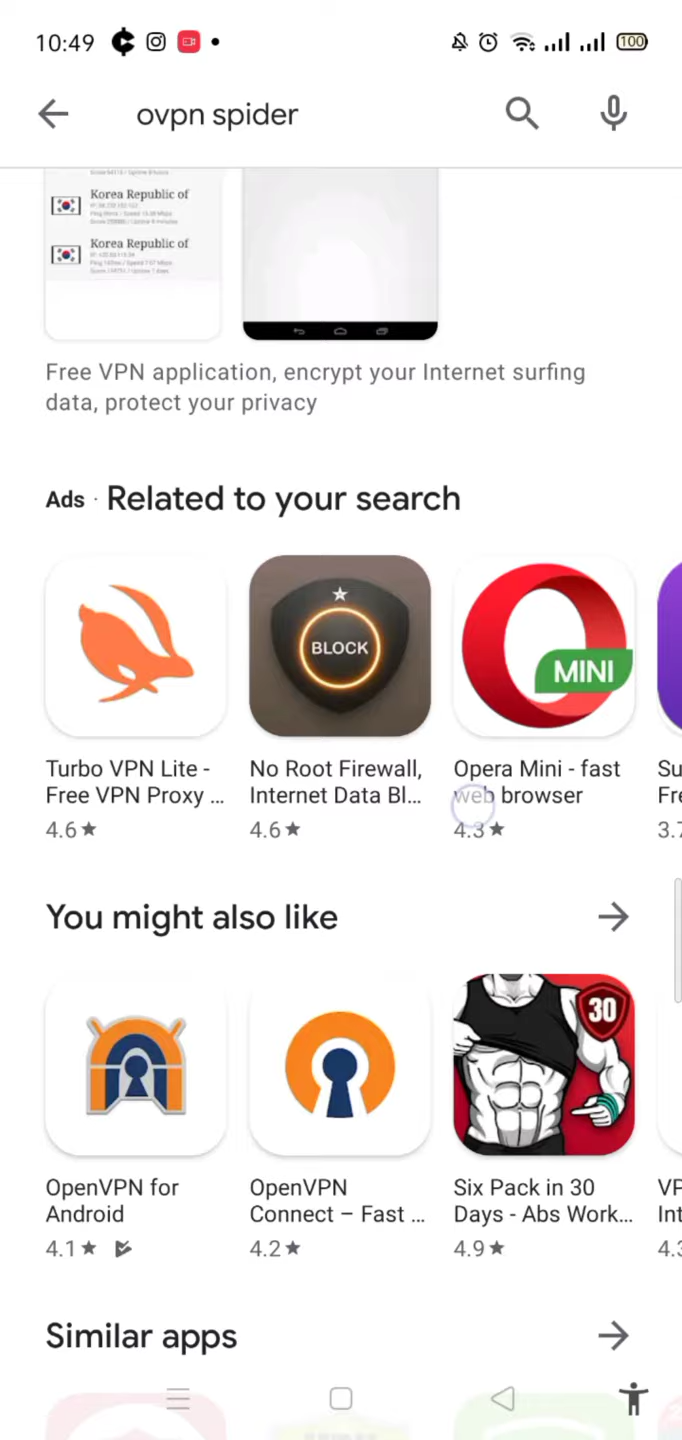 10:49
100
ovpn spider
Korea Republic of
Korea Republic of
Free VPN application, encrypt your Internet surfing
data, protect your privacy
Ads · Related to your search
BLOCK
MINI
Turbo VPN Lite -
Free VPN Proxy ...
4.6★
No Root Firewall,
Internet Data Bl...
4.6★
Opera Mini - fast
web browser
4.3★
Su
Fre
3.7
You might also like
30
OpenVPN for
Android
4.1★
OpenVPN
Connect – Fast ...
4.2★
Six Pack in 30
Days - Abs Work...
4.9★
VP
Int
4.3
Similar apps